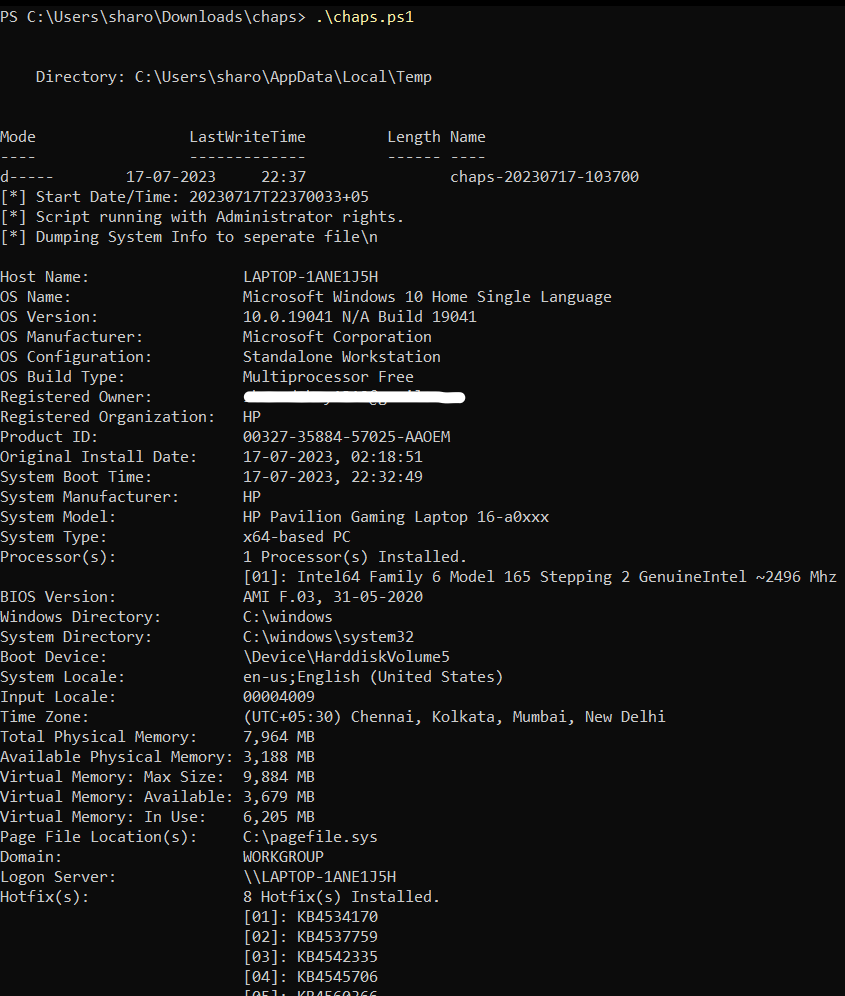 PS C:\Users\sharo\Downloads\chaps> .\chaps.ps1
Directory: C:\Users\sharo\AppData\Local\Temp
Mode LastWriteTime Length Name
---- ------------- ------ ----
d----- 17-07-2023 22:37 chaps-20230717-103700
[*] Start Date/Time: 20230717T22370033+05
[*] Script running with Administrator rights.
[*] Dumping System Info to seperate file\n
Host Name: LAPTOP-1ANE1J5H
OS Name: Microsoft Windows 10 Home Single Language
OS Version: 10.0.19041 N/A Build 19041
OS Manufacturer: Microsoft Corporation
OS Configuration: Standalone Workstation
OS Build Type: Multiprocessor Free
Registered Owner:
Registered Organization: HP
Product ID: 00327-35884-57025-AAOEM
Original Install Date: 17-07-2023, 02:18:51
System Boot Time: 17-07-2023, 22:32:49
System Manufacturer: HP
System Model: HP Pavilion Gaming Laptop 16-a0xxx
System Type: x64-based PC
Processor(s): 1 Processor(s) Installed.
[01]: Intel64 Family 6 Model 165 Stepping 2 GenuineIntel ~2496 Mhz
BIOS Version: AMI F.03, 31-05-2020
Windows Directory: C:\windows
System Directory: C:\windows\system32
Boot Device: \Device\HarddiskVolume5
System Locale: en-us;English (United States)
Input Locale: 00004009
Time Zone: (UTC+05:30) Chennai, Kolkata, Mumbai, New Delhi
Total Physical Memory: 7,964 MB
Available Physical Memory: 3,188 MB
Virtual Memory: Max Size: 9,884 MB
Virtual Memory: Available: 3,679 MB
Virtual Memory: In Use: 6,205 MB
Page File Location(s): C:\pagefile.sys
Domain: WORKGROUP
Logon Server: \\LAPTOP-1ANE1J5H
Hotfix(s): 8 Hotfix(s) Installed.
[01]: KB4534170
[02]: KB4537759
[03]: KB4542335
[04]: KB4545706